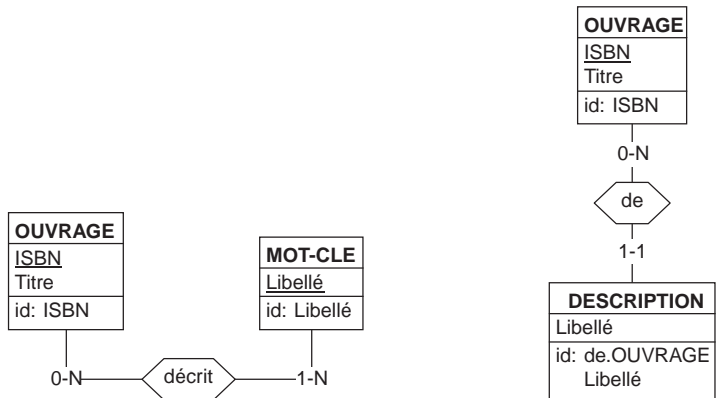 OUVRAGE
ISBN
Titre
id: ISBN
0-N
décrit
1-N
MOT-CLE
Libellé
id: Libellé
OUVRAGE
ISBN
Titre
id: ISBN
0-N
de
1-1
DESCRIPTION
Libellé
id: de.OUVRAGE
Libellé